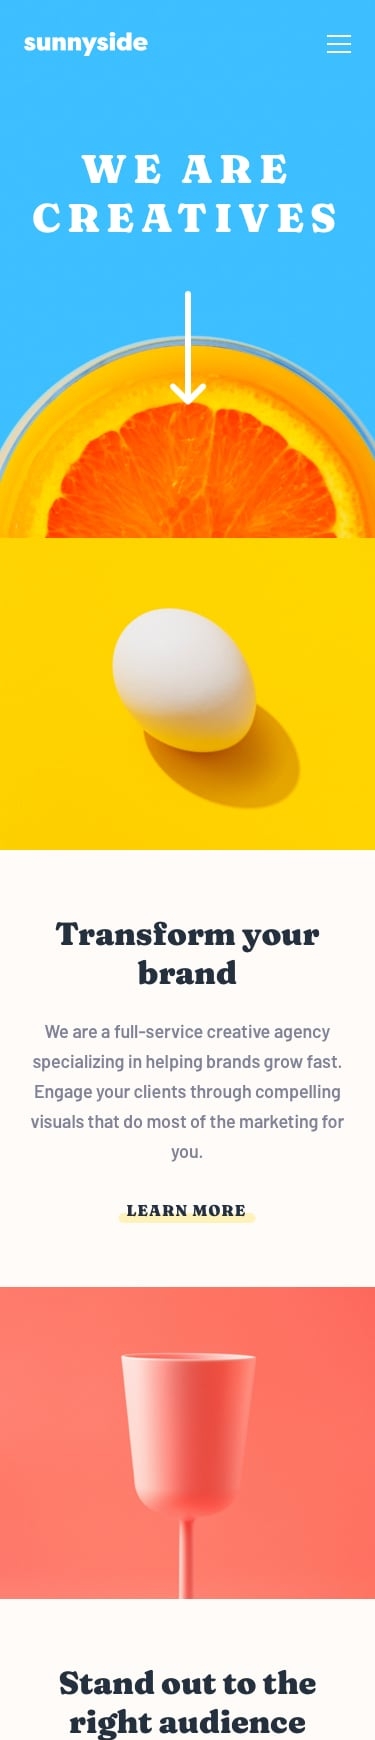 sunnyside
WE ARE
CREATIVES
Transform your
brand
We are a full-service creative agency
specializing in helping brands grow fast.
Engage your clients through compelling
visuals that do most of the marketing for
you.
LEARN MORE
Stand out to the
right audience